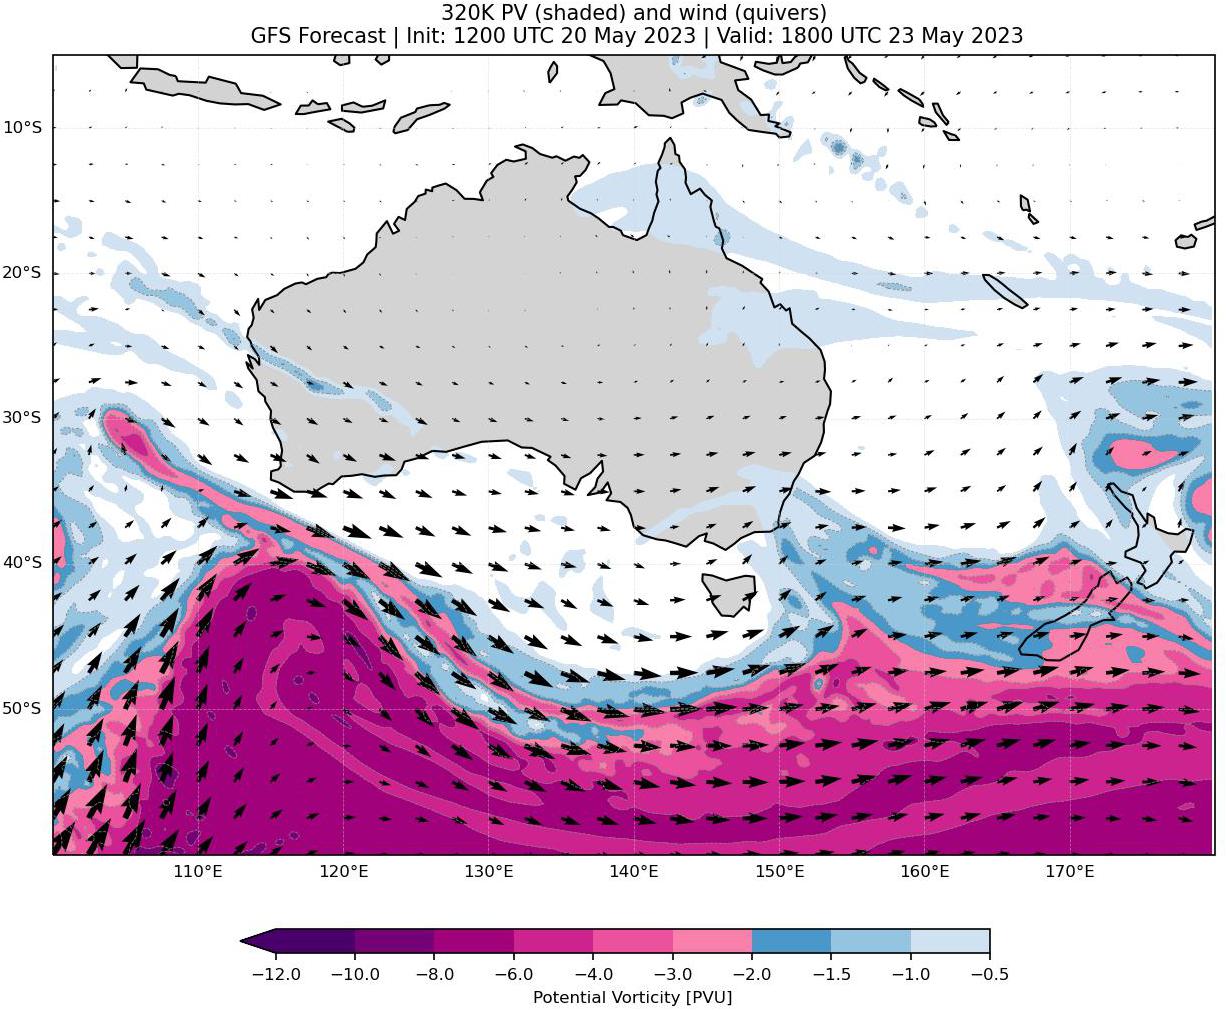 320K PV (shaded) and wind (quivers)
GFS Forecast | Init: 1200 UTC 20 May 2023 | Valid: 1800 UTC 23 May 2023
10°S
20°S
30°S
40°S
50°S
110°E 120°E 130°E 140°E 150°E 160°E 170°E
−12.0 −10.0 −8.0 −6.0 −4.0 −3.0 −2.0 −1.5 −1.0 −0.5
Potential Vorticity [PVU]